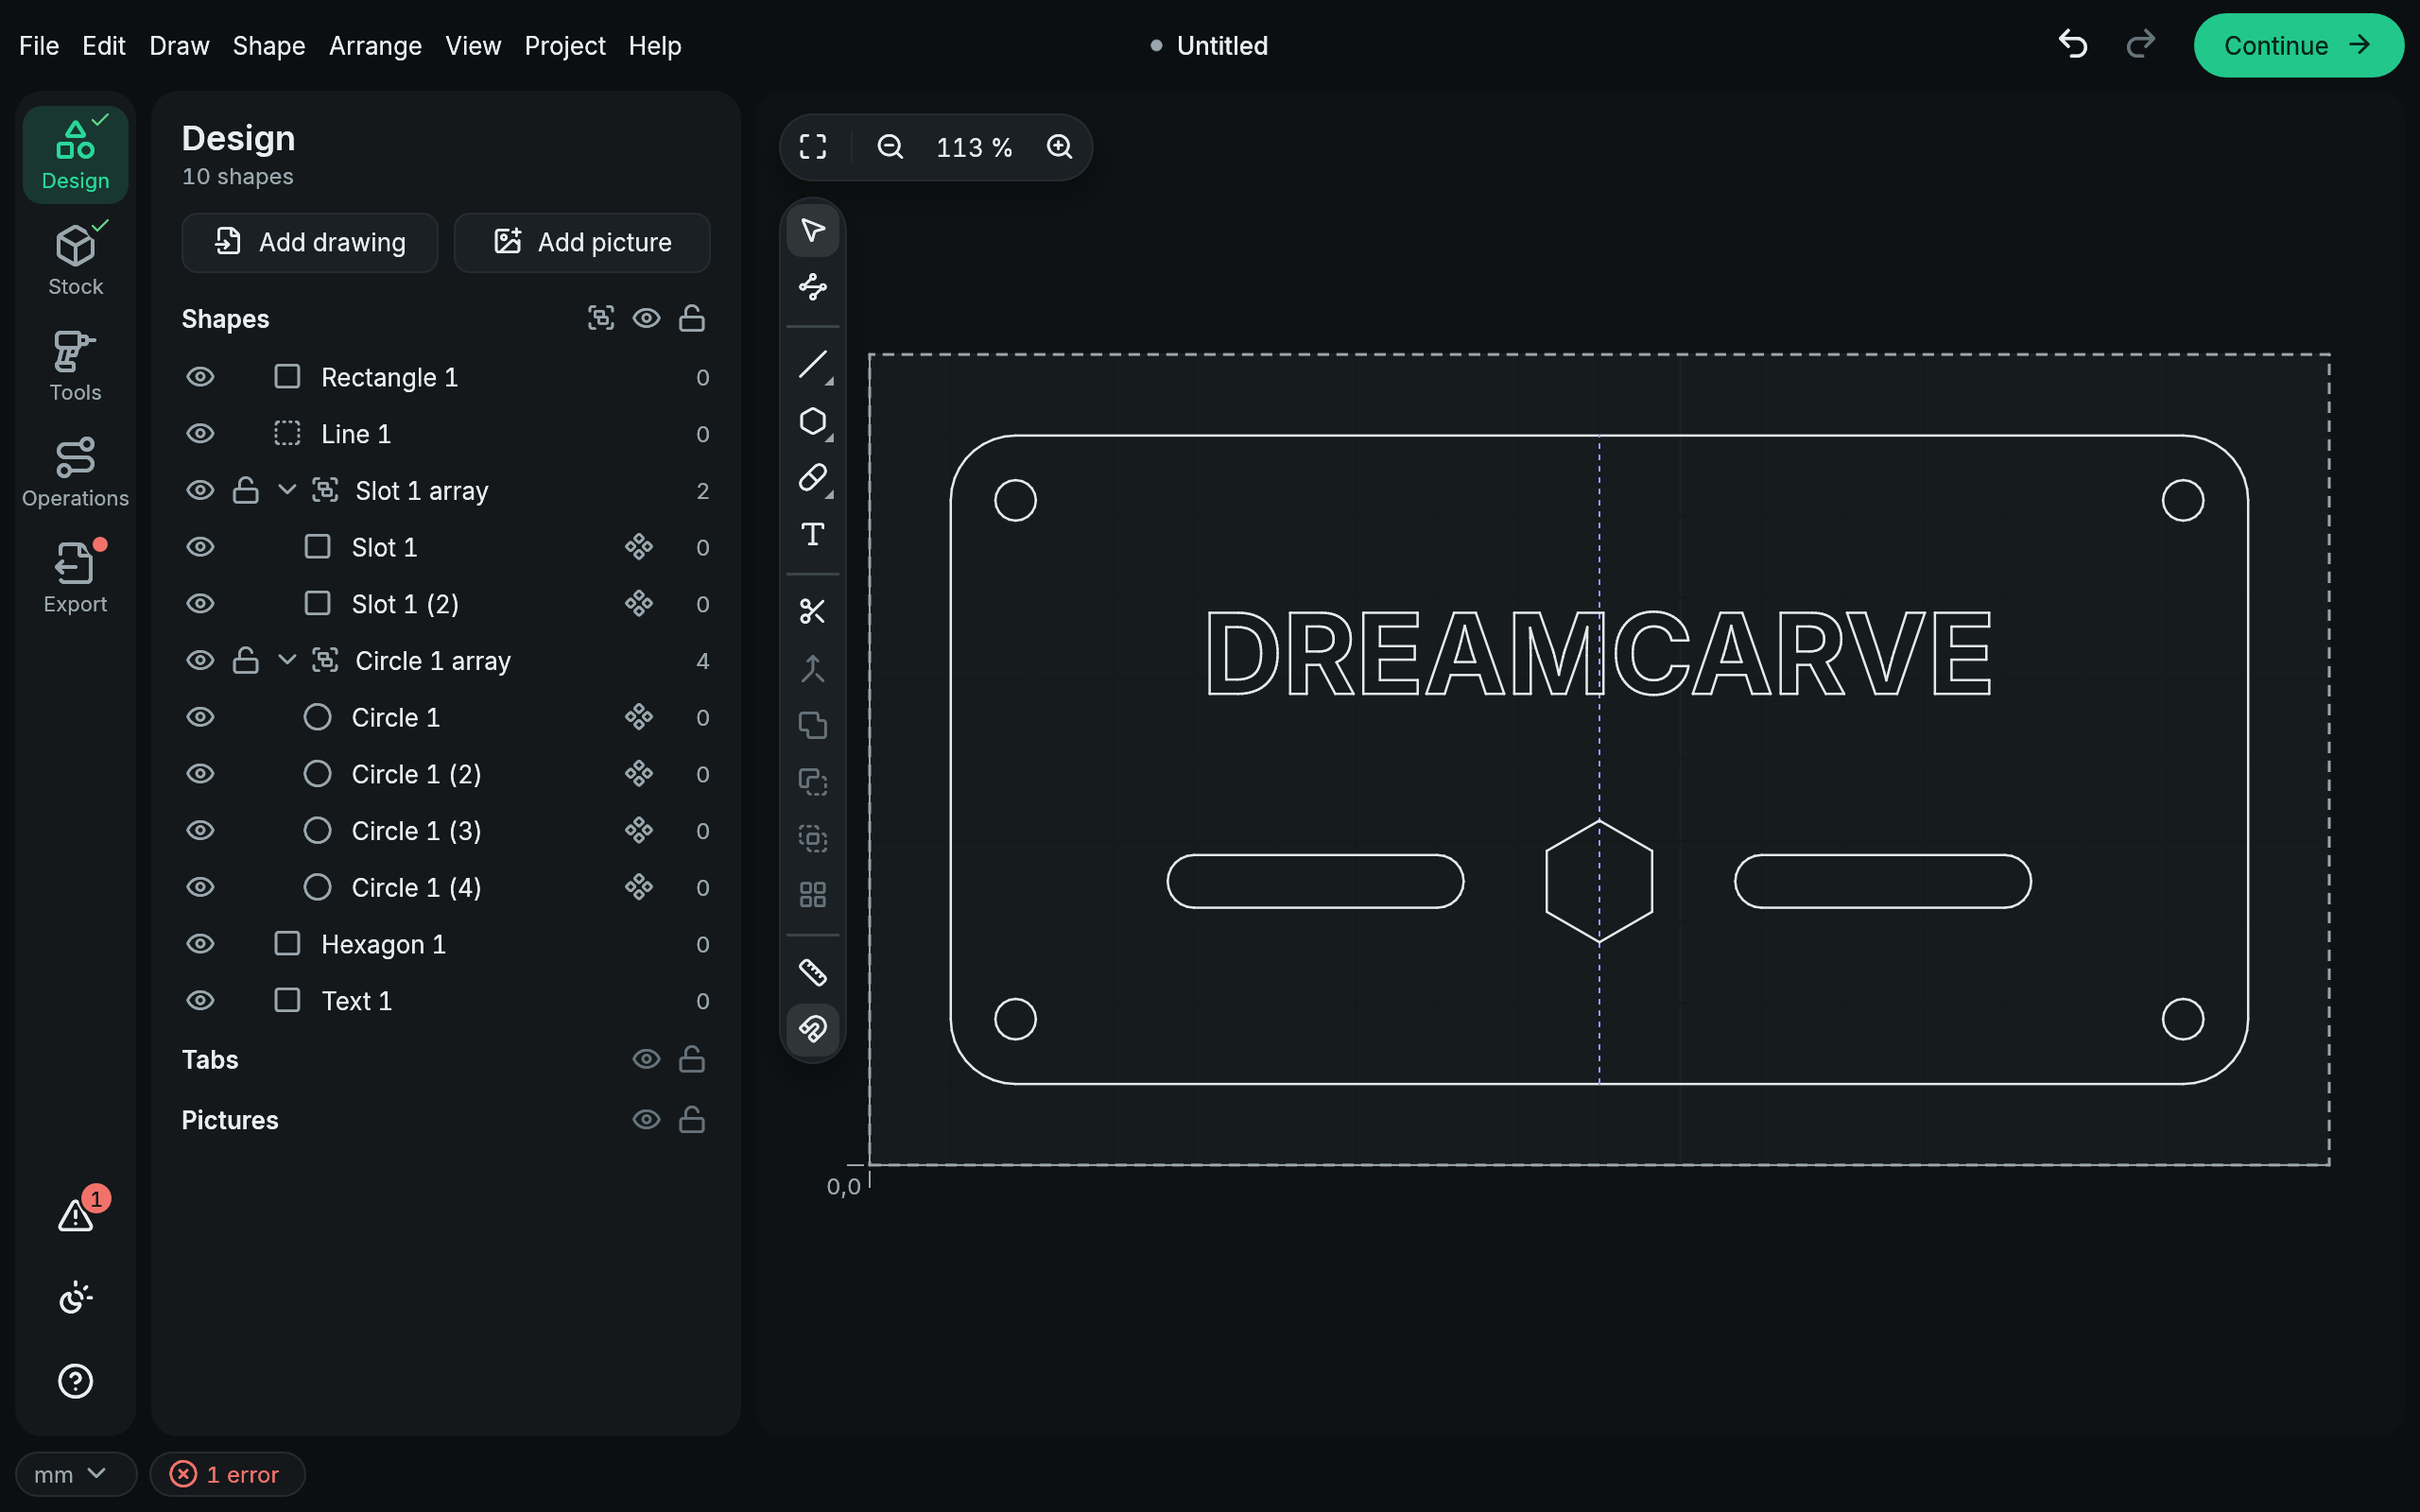 File Edit Draw Shape Arrange View Project Help
Untitled
Continue
Design
Stock
Tools
Operations
Export
1
Design
10 shapes
Add drawing Add picture
Shapes
Rectangle 1 0
Line 1 0
Slot 1 array 2
Slot 1 0
Slot 1 (2) 0
Circle 1 array 4
Circle 1 0
Circle 1 (2) 0
Circle 1 (3) 0
Circle 1 (4) 0
Hexagon 1 0
Text 1 0
Tabs
Pictures
113 %
T
DREAMCARVE
0,0
mm
1 error